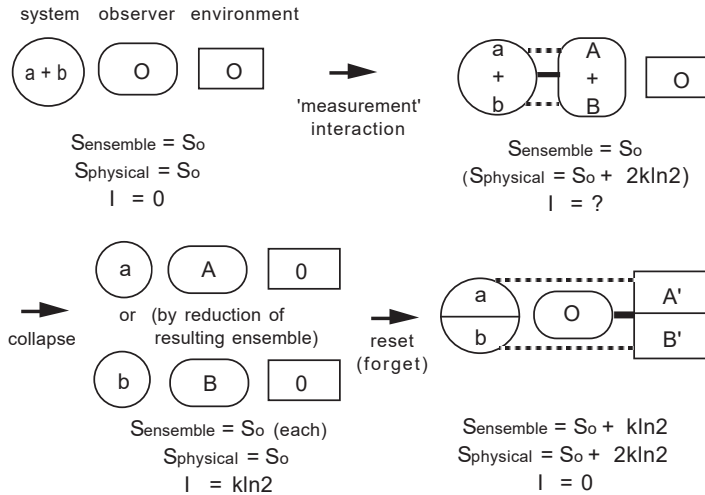 system observer environment
a + b O O
'measurement'
interaction
a A
+ + O
b B
Sensemble = So
Sphysical = So
I = 0
Sensemble = So
(Sphysical = So + 2kln2)
I = ?
collapse
a A 0
or (by reduction of
resulting ensemble)
b B 0
Sensemble = So (each)
Sphysical = So
I = kln2
reset
(forget)
a O A'
b B'
Sensemble = So + kln2
Sphysical = So + 2kln2
I = 0